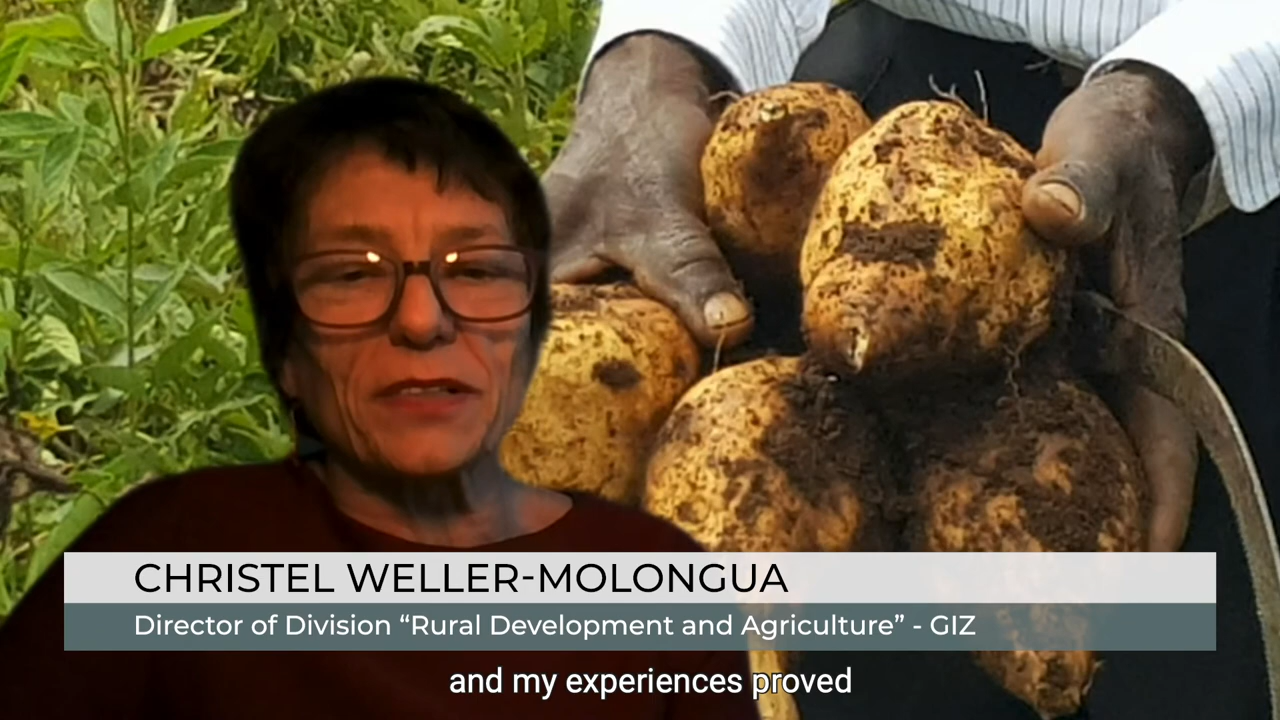 CHRISTEL WELLER-MOLONGUA
Director of Division “Rural Development and Agriculture” - GIZ
and my experiences proved